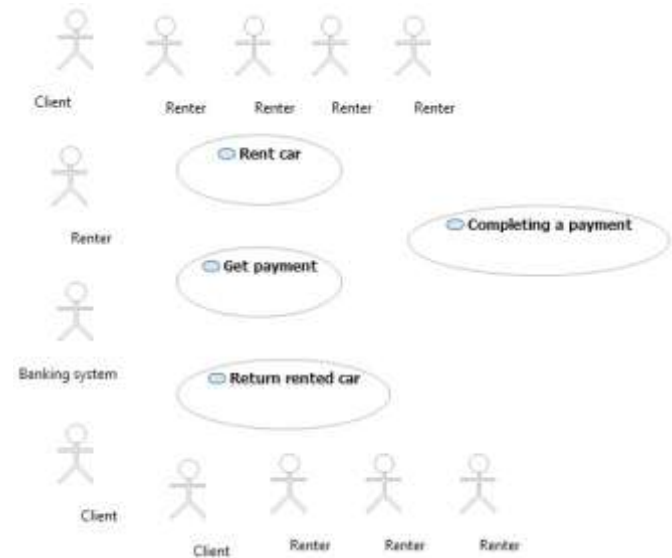 Client
Renter
Renter
Renter
Renter
Rent car
Renter
Completing a payment
Get payment
Banking system
Return rented car
Client
Client
Renter
Renter
Renter